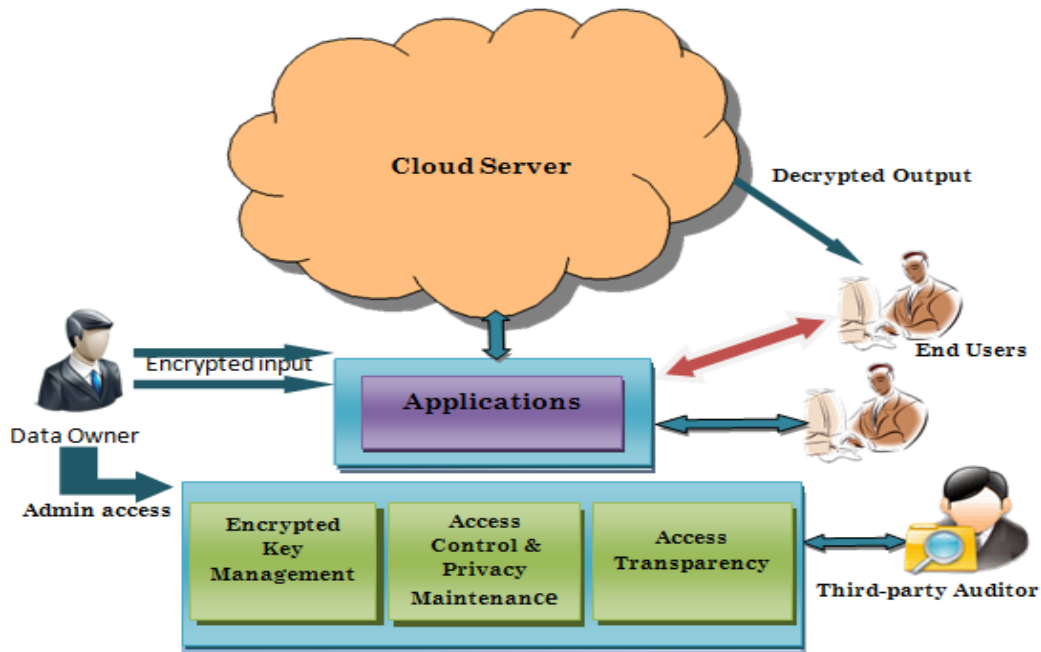 Cloud Server
Decrypted Output
End Users
Encrypted input
Applications
Data Owner
Admin access
Encrypted
Key
Management
Access
Control &
Privacy
Maintenance
Access
Transparency
Third-party Auditor